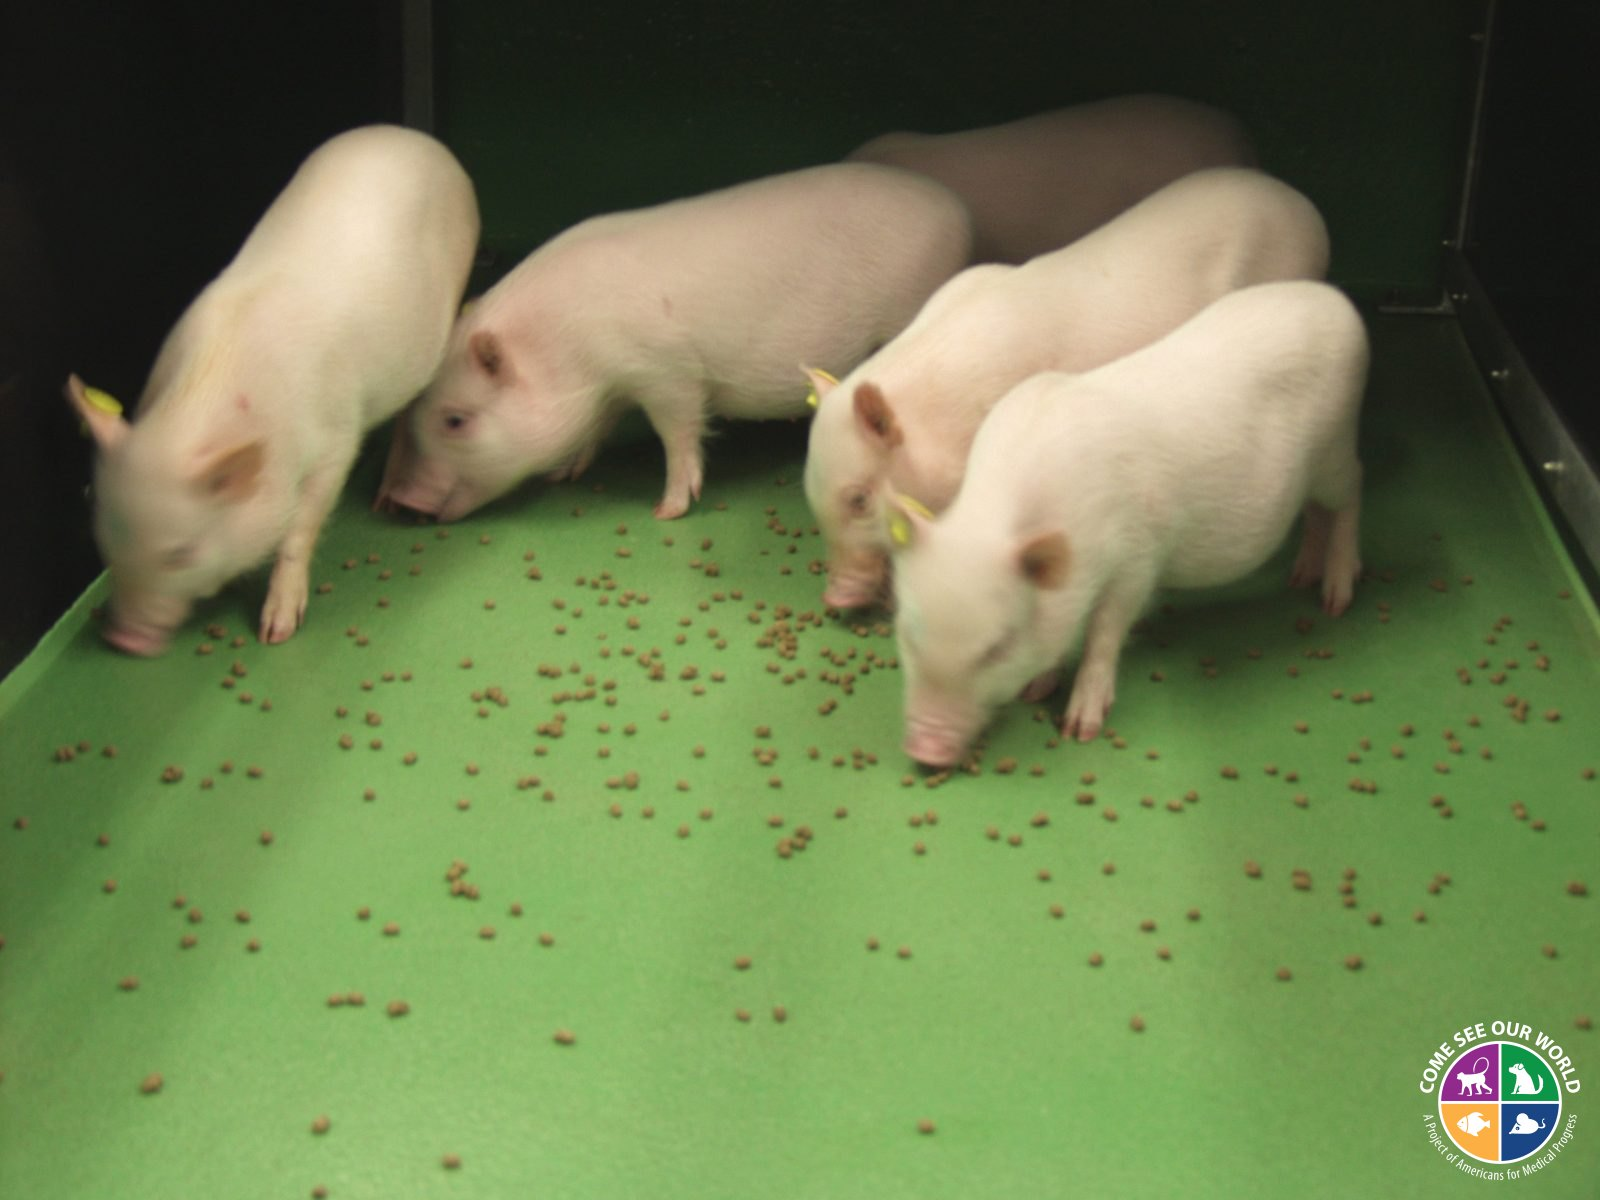 COME SEE OUR WORLD
A Project of Americans for Medical Progress